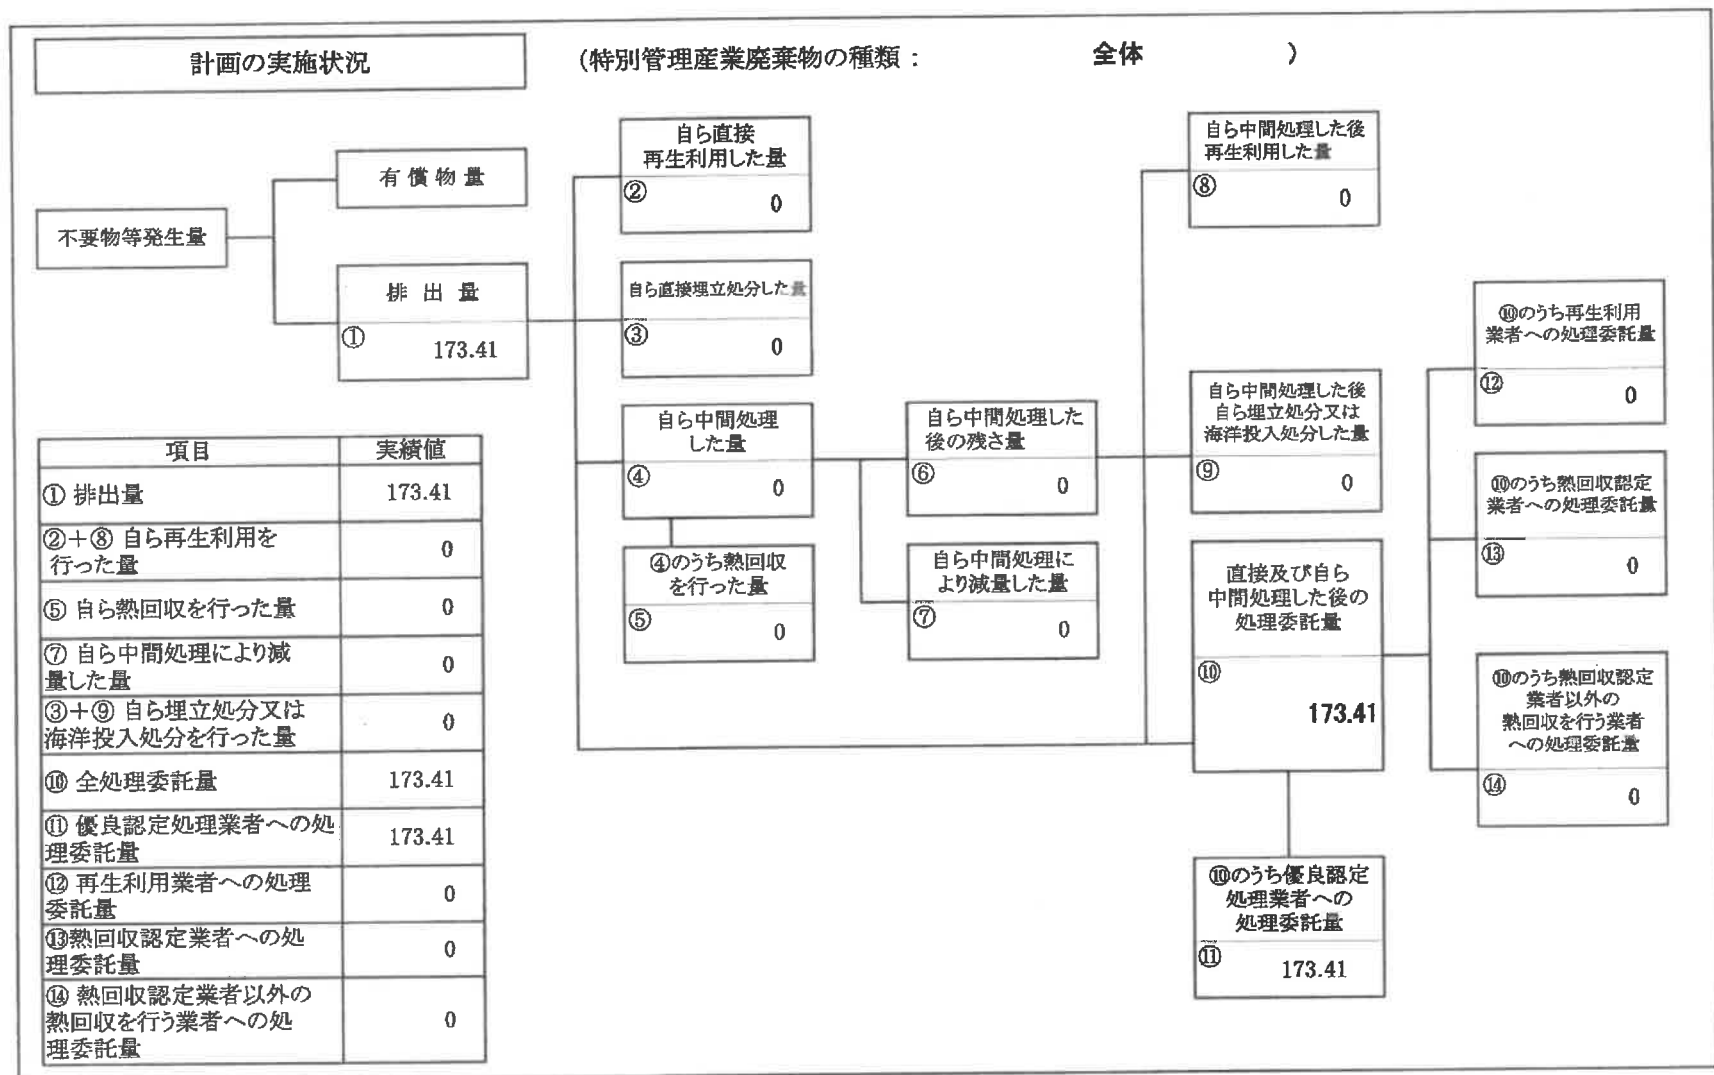 計画の実施状況
(特別管理産業廃棄物の種類： 全体 )
不要物等発生量
有 償 物 量
排 出 量
① 173.41
自ら直接
再生利用した量
② 0
自ら直接埋立処分した量
③ 0
自ら中間処理
した量
④ 0
④のうち熱回収
を行った量
⑤ 0
自ら中間処理した
後の残さ量
⑥ 0
自ら中間処理に
より減量した量
⑦ 0
自ら中間処理した後
再生利用した量
⑧ 0
自ら中間処理した後
自ら埋立処分又は
海洋投入処分した量
⑨ 0
直接及び自ら
中間処理した後の
処理委託量
⑩ 173.41
⑩のうち優良認定
処理業者への
処理委託量
⑪ 173.41
⑩のうち再生利用
業者への処理委託量
⑫ 0
⑩のうち熱回収認定
業者への処理委託量
⑬ 0
⑩のうち熱回収認定
業者以外の
熱回収を行う業者
への処理委託量
⑭ 0
項目 実績値
① 排出量 173.41
②＋⑧ 自ら再生利用を
行った量 0
⑤ 自ら熱回収を行った量 0
⑦ 自ら中間処理により減
量した量 0
③＋⑨ 自ら埋立処分又は
海洋投入処分を行った量 0
⑩ 全処理委託量 173.41
⑪ 優良認定処理業者への処
理委託量 173.41
⑫ 再生利用業者への処理
委託量 0
⑬熱回収認定業者への処
理委託量 0
⑭ 熱回収認定業者以外の
熱回収を行う業者への処
理委託量 0